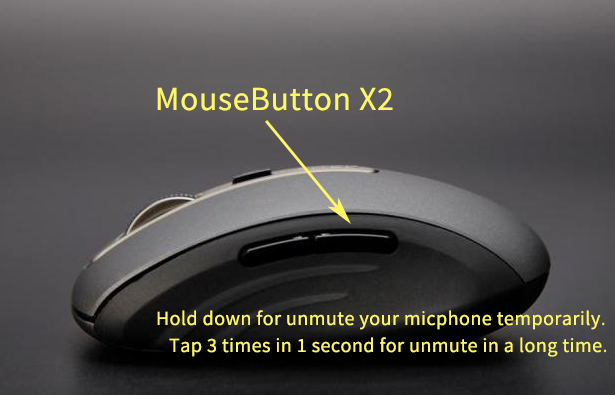 MouseButton X2
Hold down for unmute your micphone temporarily.
Tap 3 times in 1 second for unmute in a long time.